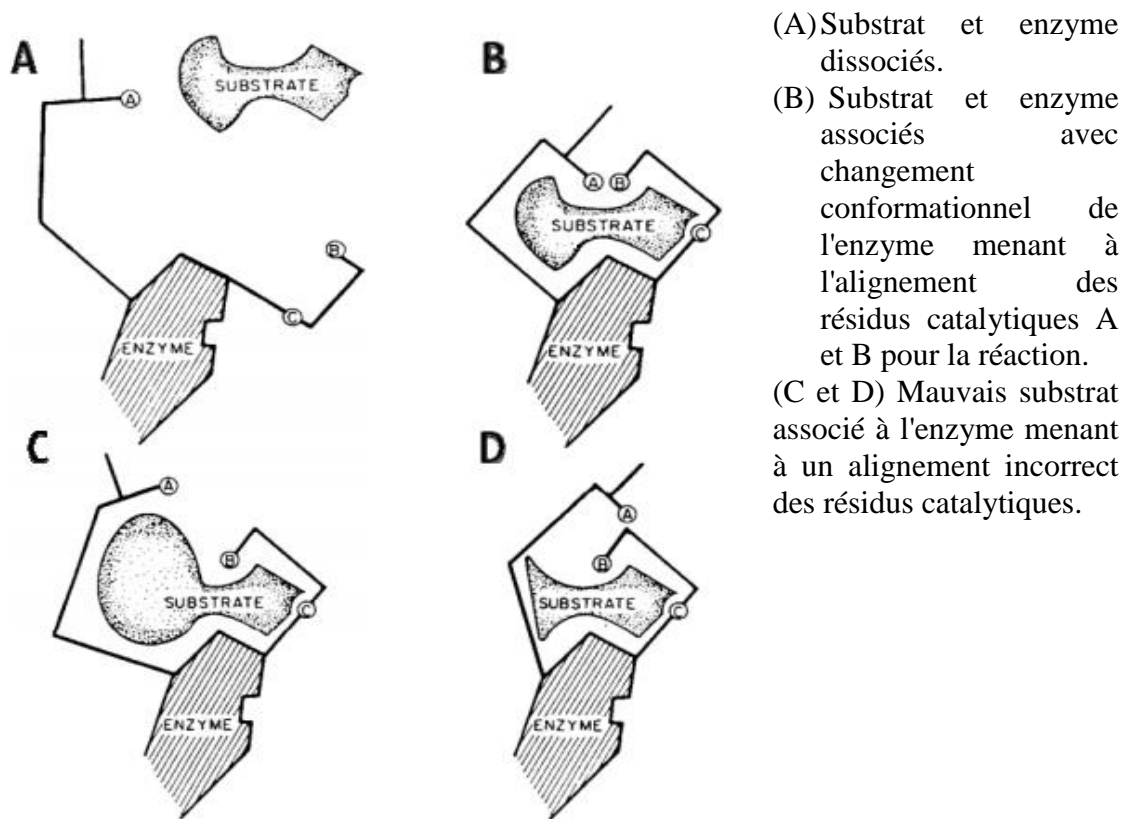 A
A
SUBSTRATE
B
C
ENZYME
B
A
B
SUBSTRATE
C
ENZYME
C
A
B
SUBSTRATE
C
ENZYME
D
A
B
SUBSTRATE
C
ENZYME
(A) Substrat et enzyme
dissociés.
(B) Substrat et enzyme
associés avec
changement
conformationnel de
l'enzyme menant à
l'alignement des
résidus catalytiques A
et B pour la réaction.
(C et D) Mauvais substrat
associé à l'enzyme menant
à un alignement incorrect
des résidus catalytiques.